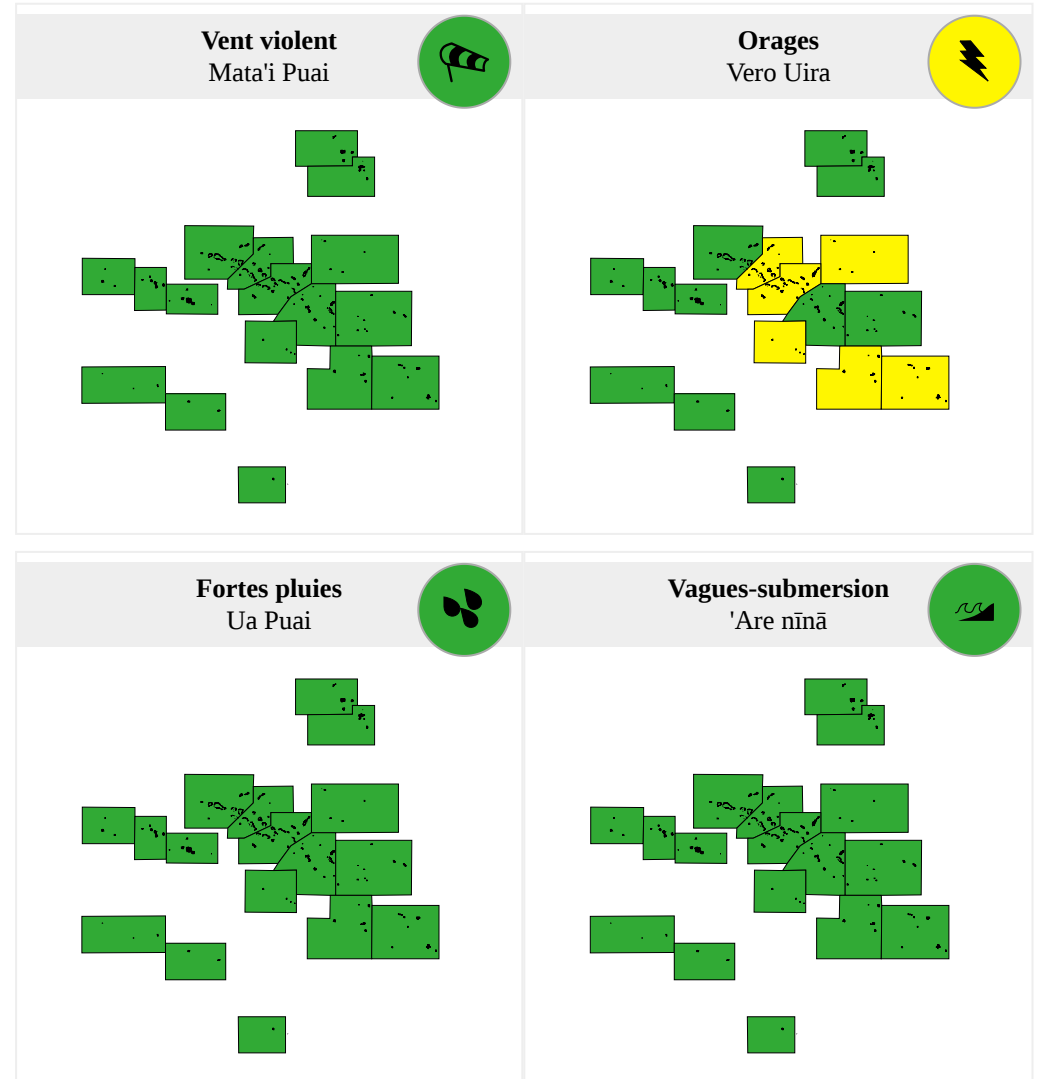 Vent violent
Mata'i Puai
Orages
Vero Uira
Fortes pluies
Ua Puai
Vagues-submersion
'Are nīnā